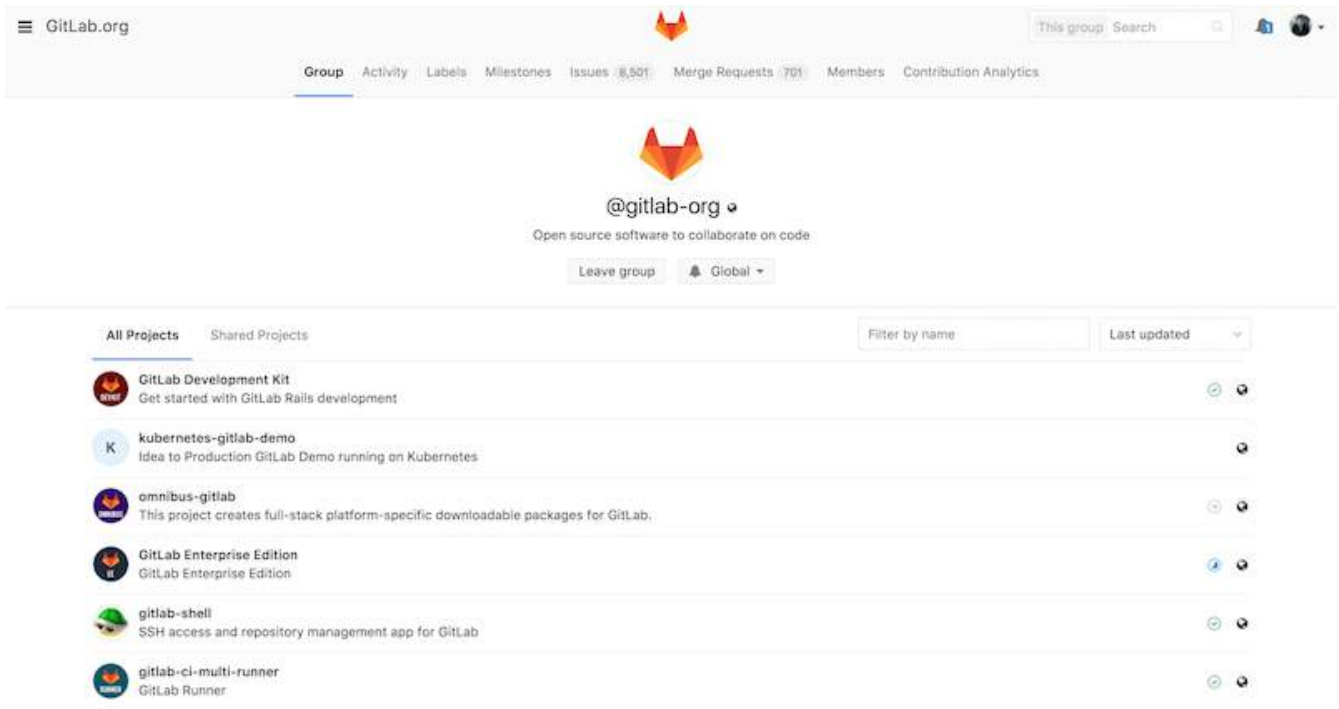 GitLab.org
This group Search
Group Activity Labels Milestones Issues 8,501 Merge Requests 701 Members Contribution Analytics
@gitlab-org
Open source software to collaborate on code
Leave group Global
All Projects Shared Projects Filter by name Last updated
GitLab Development Kit
Get started with GitLab Rails development
K
kubernetes-gitlab-demo
Idea to Production GitLab Demo running on Kubernetes
OMNIBUS
omnibus-gitlab
This project creates full-stack platform-specific downloadable packages for GitLab.
EE
GitLab Enterprise Edition
GitLab Enterprise Edition
gitlab-shell
SSH access and repository management app for GitLab
RUNNER
gitlab-ci-multi-runner
GitLab Runner